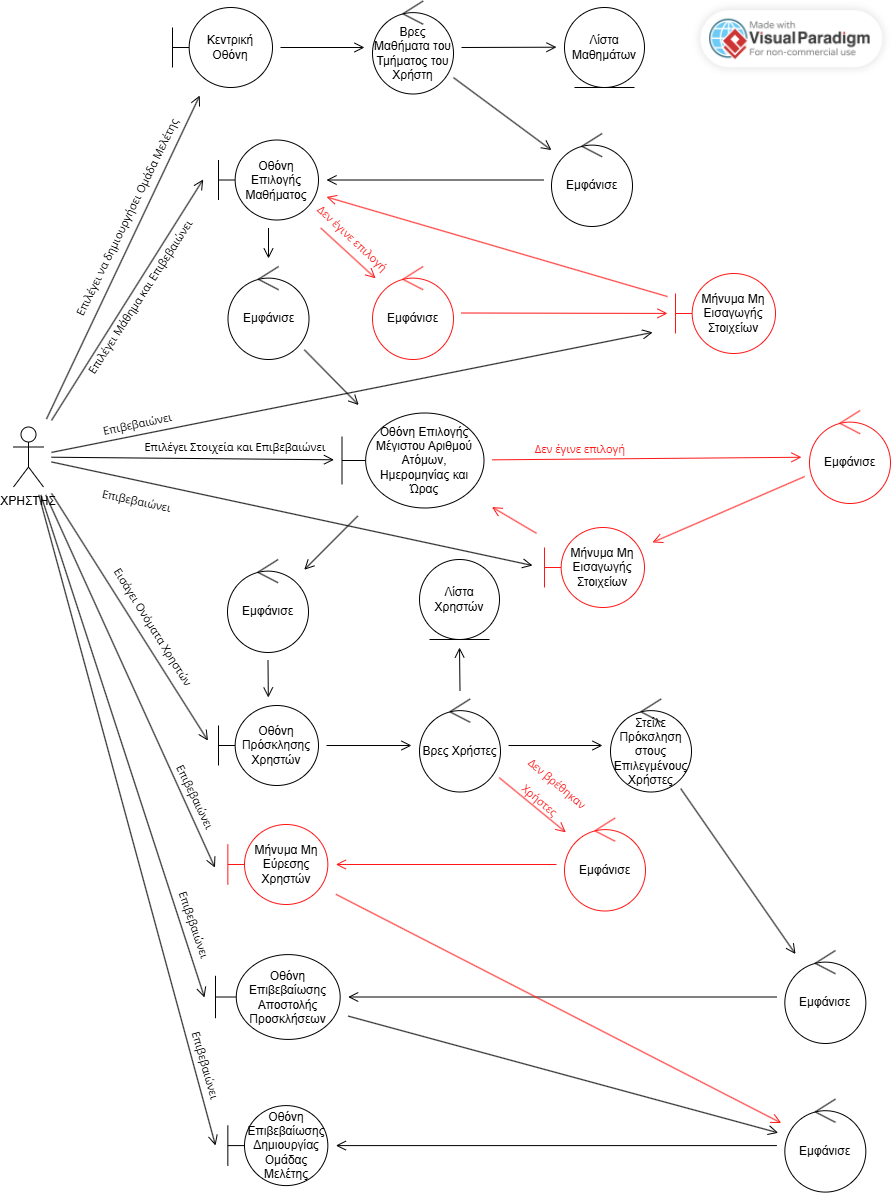 Made with
VisualParadigm
For non-commercial use
Κεντρική
Οθόνη
Βρες
Μαθήματα του
Τμήματος του
Χρήστη
Λίστα
Μαθημάτων
Επιλέγει να δημιουργήσει Ομάδα Μελέτης
Οθόνη
Επιλογής
Μαθήματος
Εμφάνισε
Επιλέγει Μάθημα και Επιβεβαιώνει
Δεν έγινε επιλογή
Εμφάνισε
Εμφάνισε
Μήνυμα Μη
Εισαγωγής
Στοιχείων
Επιβεβαιώνει
ΧΡΗΣΤΗΣ
Επιλέγει Στοιχεία και Επιβεβαιώνει
Οθόνη Επιλογής
Μέγιστου Αριθμού
Ατόμων,
Ημερομηνίας και
Ώρας
Δεν έγινε επιλογή
Εμφάνισε
Επιβεβαιώνει
Μήνυμα Μη
Εισαγωγής
Στοιχείων
Εισάγει Ονόματα Χρηστών
Εμφάνισε
Λίστα
Χρηστών
Οθόνη
Πρόσκλησης
Χρηστών
Βρες Χρήστες
Στείλε
Πρόκσληση
στους
Επιλεγμένους
Χρήστες
Δεν βρέθηκαν
Χρήστες
Επιβεβαιώνει
Μήνυμα Μη
Εύρεσης
Χρηστών
Εμφάνισε
Επιβεβαιώνει
Οθόνη
Επιβεβαίωσης
Αποστολής
Προσκλήσεων
Εμφάνισε
Επιβεβαιώνει
Οθόνη
Επιβεβαίωσης
Δημιουργίας
Ομάδας
Μελέτης
Εμφάνισε